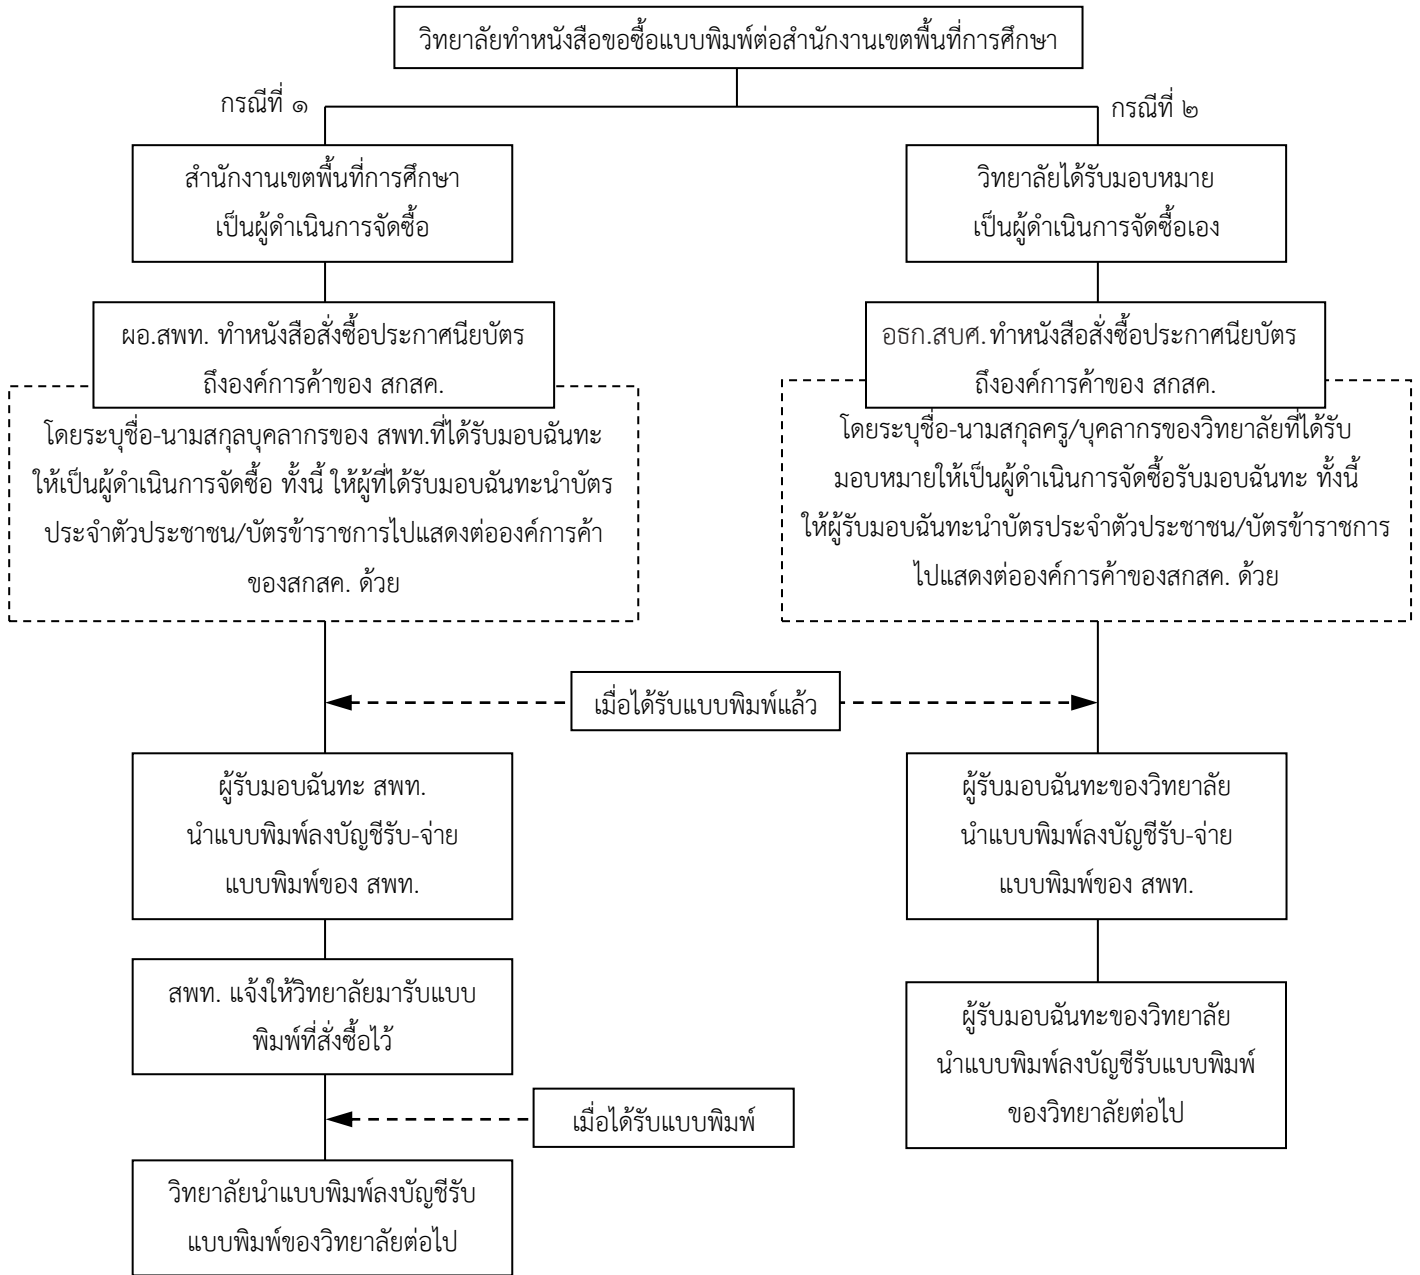 วิทยาลัยทำหนังสือขอซื้อแบบพิมพ์ต่อสำนักงานเขตพื้นที่การศึกษา
กรณีที่ ๑
กรณีที่ ๒
สำนักงานเขตพื้นที่การศึกษา
เป็นผู้ดำเนินการจัดซื้อ
วิทยาลัยได้รับมอบหมาย
เป็นผู้ดำเนินการจัดซื้อเอง
ผอ.สพท. ทำหนังสือสั่งซื้อประกาศนียบัตร
ถึงองค์การค้าของ สกสค.
อธก.สบศ. ทำหนังสือสั่งซื้อประกาศนียบัตร
ถึงองค์การค้าของ สกสค.
โดยระบุชื่อ-นามสกุลบุคลากรของ สพท.ที่ได้รับมอบฉันทะ
ให้เป็นผู้ดำเนินการจัดซื้อ ทั้งนี้ ให้ผู้ที่ได้รับมอบฉันทะนำบัตร
ประจำตัวประชาชน/บัตรข้าราชการไปแสดงต่อองค์การค้า
ของสกสค. ด้วย
โดยระบุชื่อ-นามสกุลครู/บุคลากรของวิทยาลัยที่ได้รับ
มอบหมายให้เป็นผู้ดำเนินการจัดซื้อรับมอบฉันทะ ทั้งนี้
ให้ผู้รับมอบฉันทะนำบัตรประจำตัวประชาชน/บัตรข้าราชการ
ไปแสดงต่อองค์การค้าของสกสค. ด้วย
เมื่อได้รับแบบพิมพ์แล้ว
ผู้รับมอบฉันทะ สพท.
นำแบบพิมพ์ลงบัญชีรับ-จ่าย
แบบพิมพ์ของ สพท.
ผู้รับมอบฉันทะของวิทยาลัย
นำแบบพิมพ์ลงบัญชีรับ-จ่าย
แบบพิมพ์ของ สพท.
สพท. แจ้งให้วิทยาลัยมารับแบบ
พิมพ์ที่สั่งซื้อไว้
ผู้รับมอบฉันทะของวิทยาลัย
นำแบบพิมพ์ลงบัญชีรับแบบพิมพ์
ของวิทยาลัยต่อไป
เมื่อได้รับแบบพิมพ์
วิทยาลัยนำแบบพิมพ์ลงบัญชีรับ
แบบพิมพ์ของวิทยาลัยต่อไป